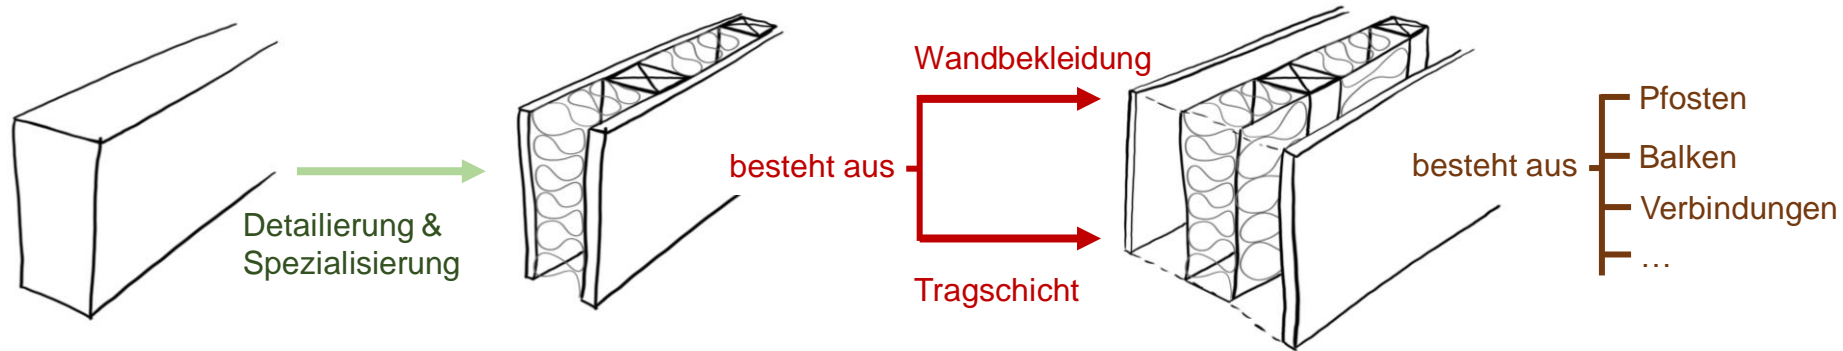 Detailierung &
Spezialisierung
besteht aus
Wandbekleidung
Tragschicht
besteht aus
Pfosten
Balken
Verbindungen
…